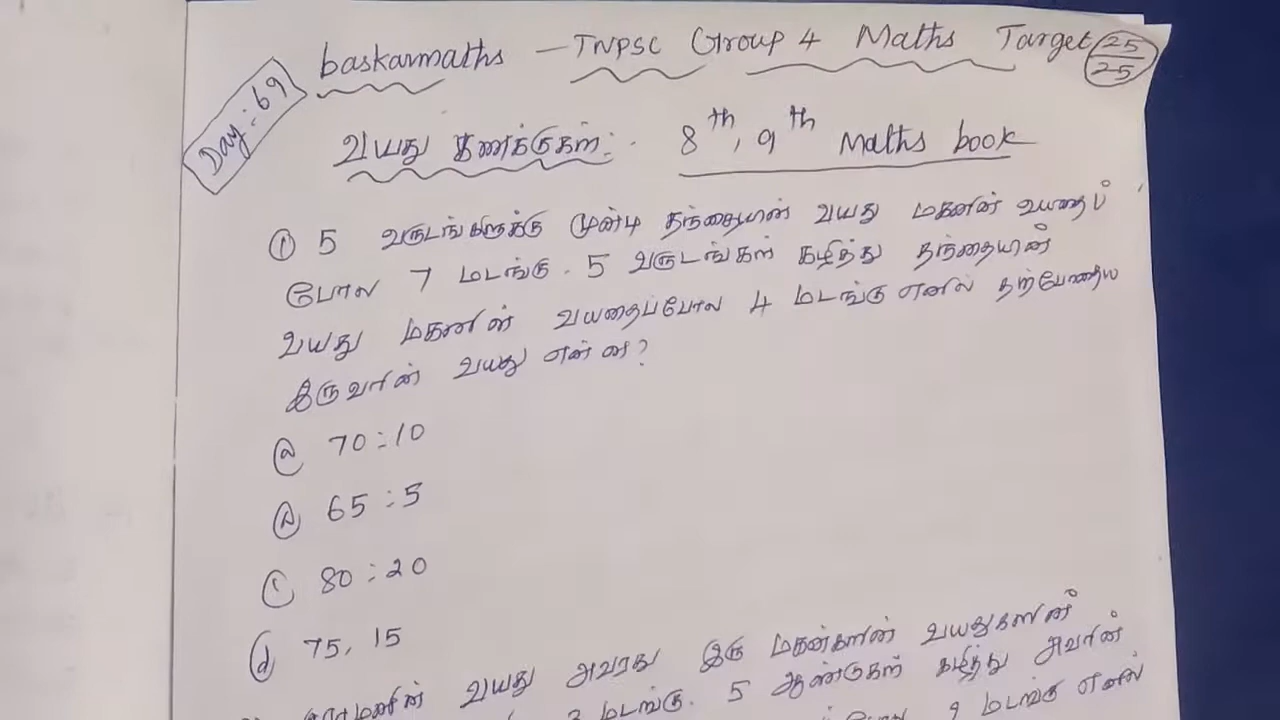 baskarmaths - TNPSC Group 4 Maths Target 25/25
Day: 69
வயது கணக்குகள்: 8th, 9th Maths book
① 5 வருடங்களுக்கு முன்பு தந்தையின் வயது மகனின் வயதைப்
போல 7 மடங்கு. 5 வருடங்கள் கழித்து தந்தையின்
வயது மகனின் வயதைப்போல 4 மடங்கு எனில் தற்போதைய
இருவரின் வயது என்ன?
ⓐ 70:10
ⓑ 65:5
ⓒ 80:20
ⓓ 75, 15
வயது அவரது இரு மகன்களின் வயதுகளின்
3 மடங்கு. 5 ஆண்டுகள் கழித்து அவரின்
மடங்கு எனில்